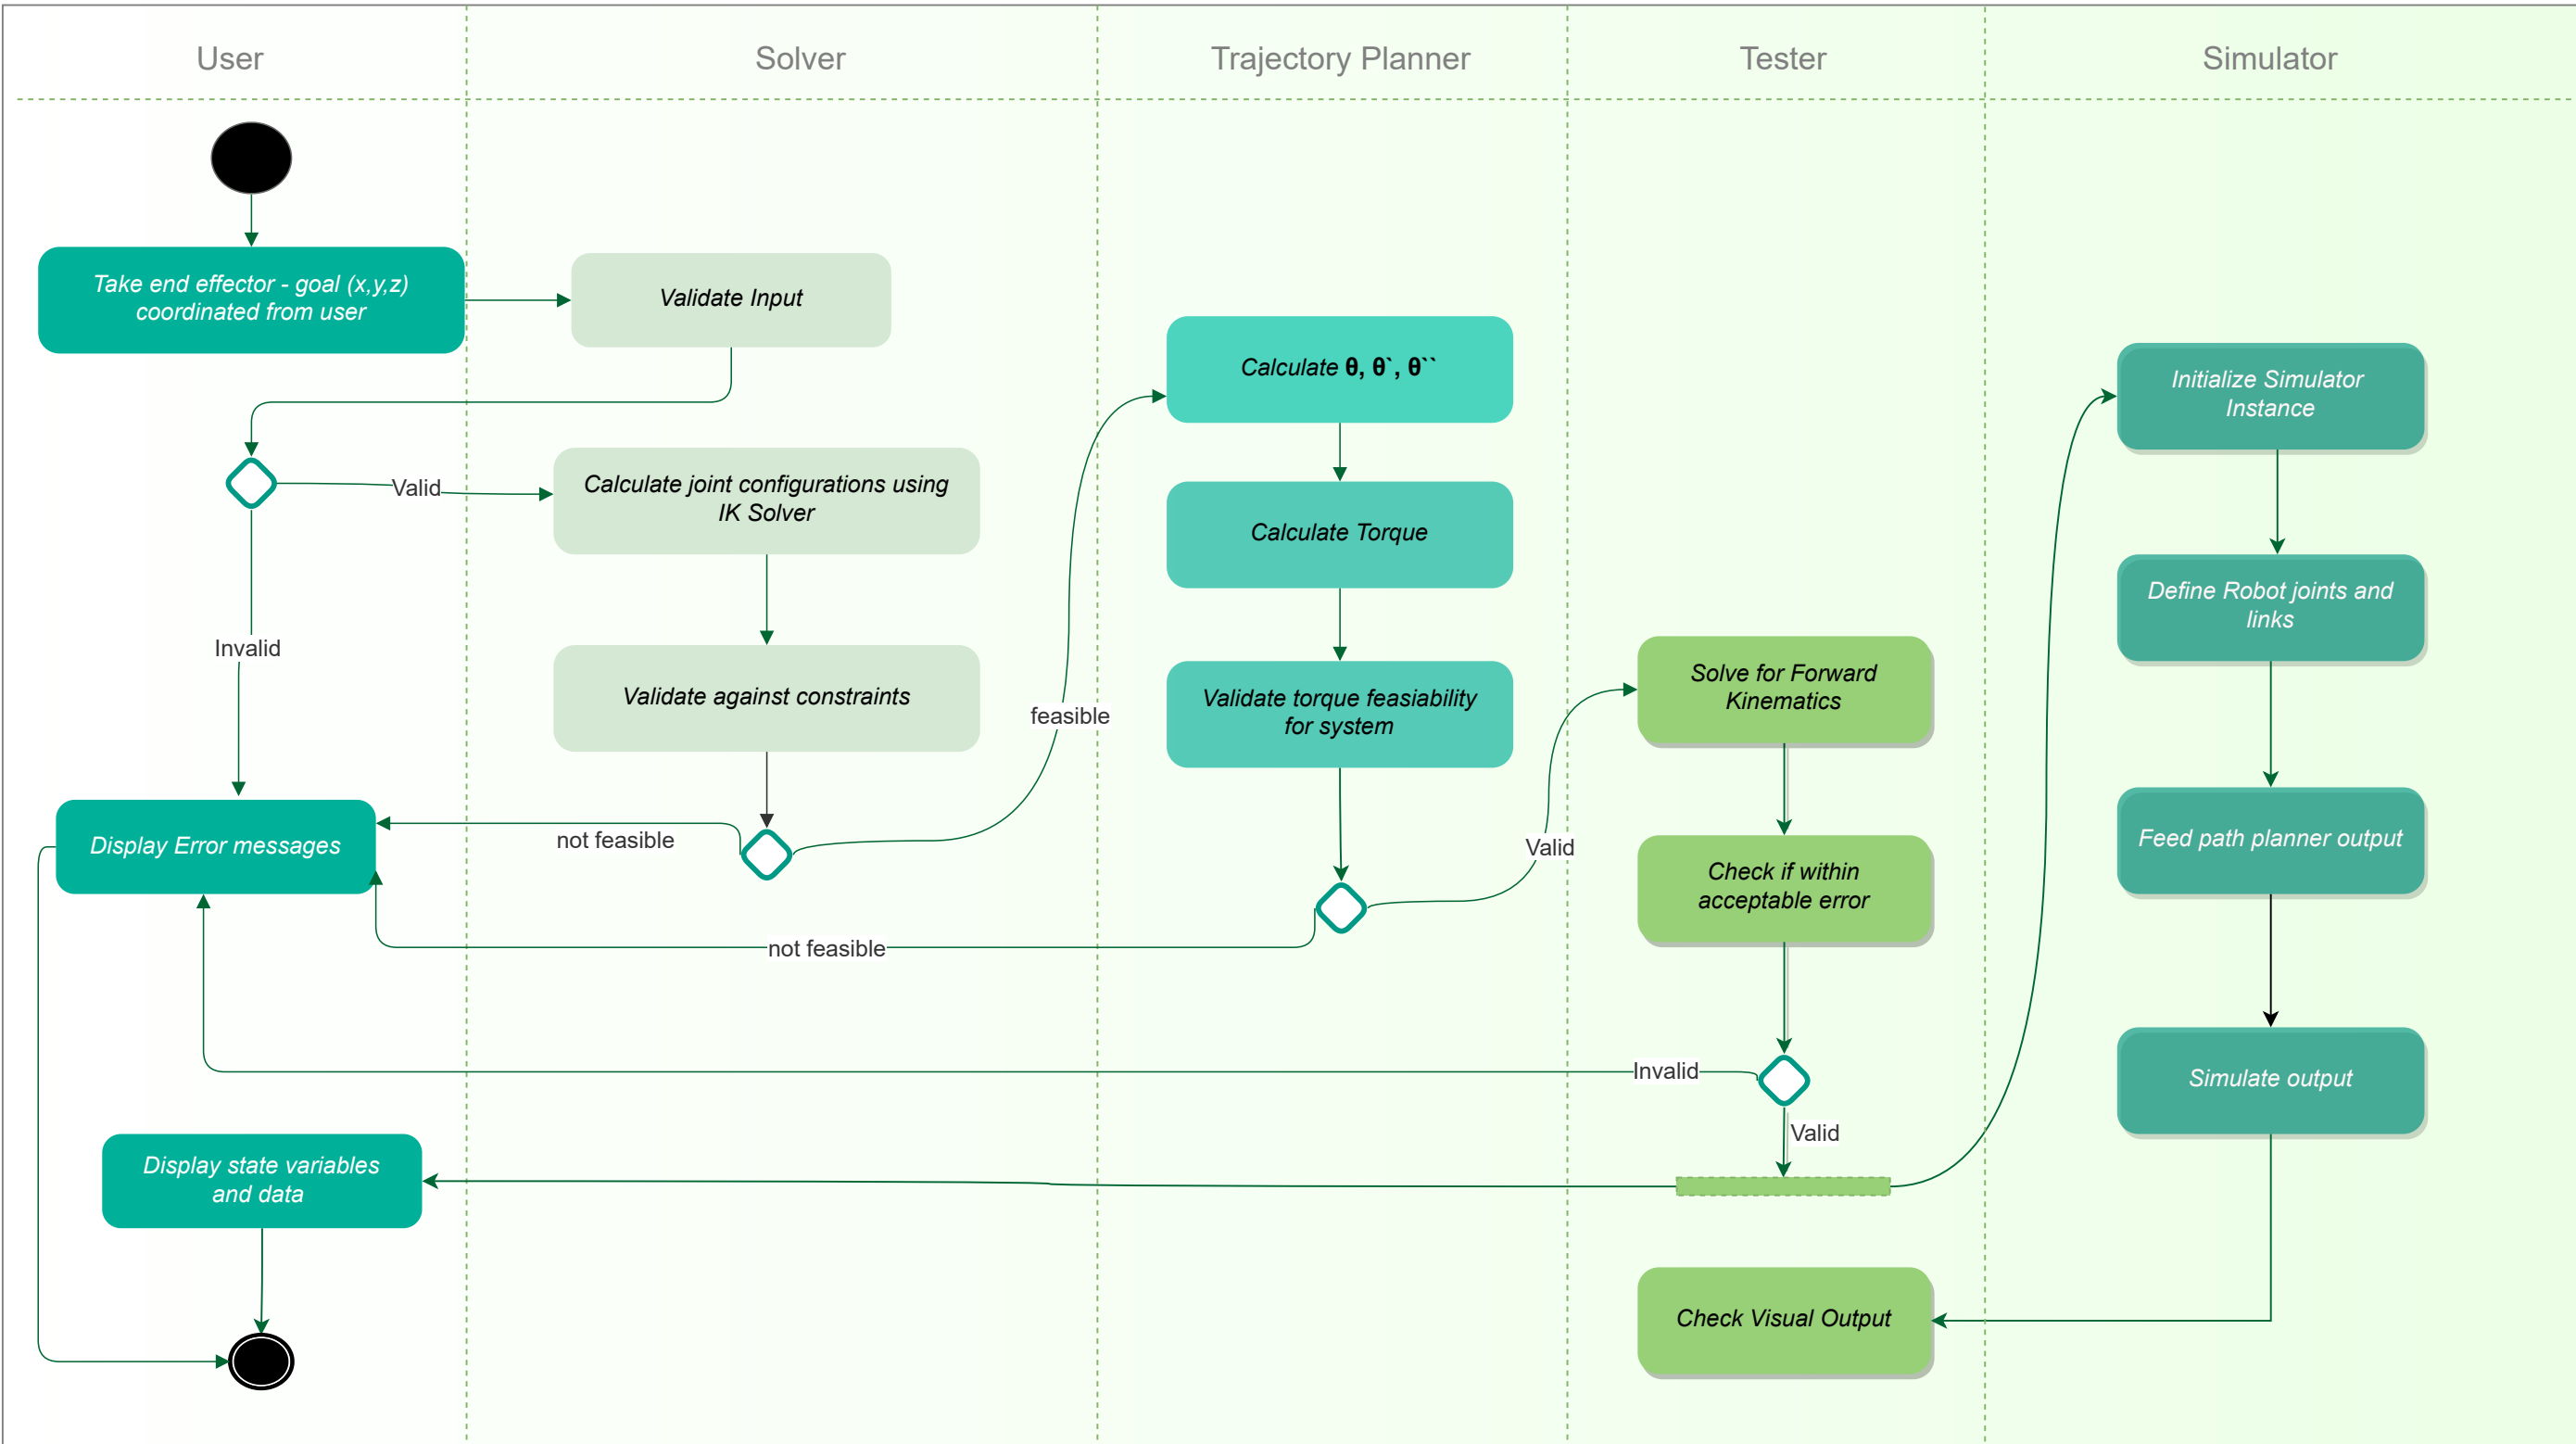 User
Solver
Trajectory Planner
Tester
Simulator
Take end effector - goal (x,y,z)
coordinated from user
Validate Input
Calculate θ, θ`, θ``
Initialize Simulator
Instance
Valid
Calculate joint configurations using
IK Solver
Calculate Torque
Define Robot joints and
links
Invalid
Validate against constraints
feasible
Validate torque feasiability
for system
Solve for Forward
Kinematics
Display Error messages
not feasible
Valid
Check if within
acceptable error
Feed path planner output
not feasible
Invalid
Simulate output
Valid
Display state variables
and data
Check Visual Output